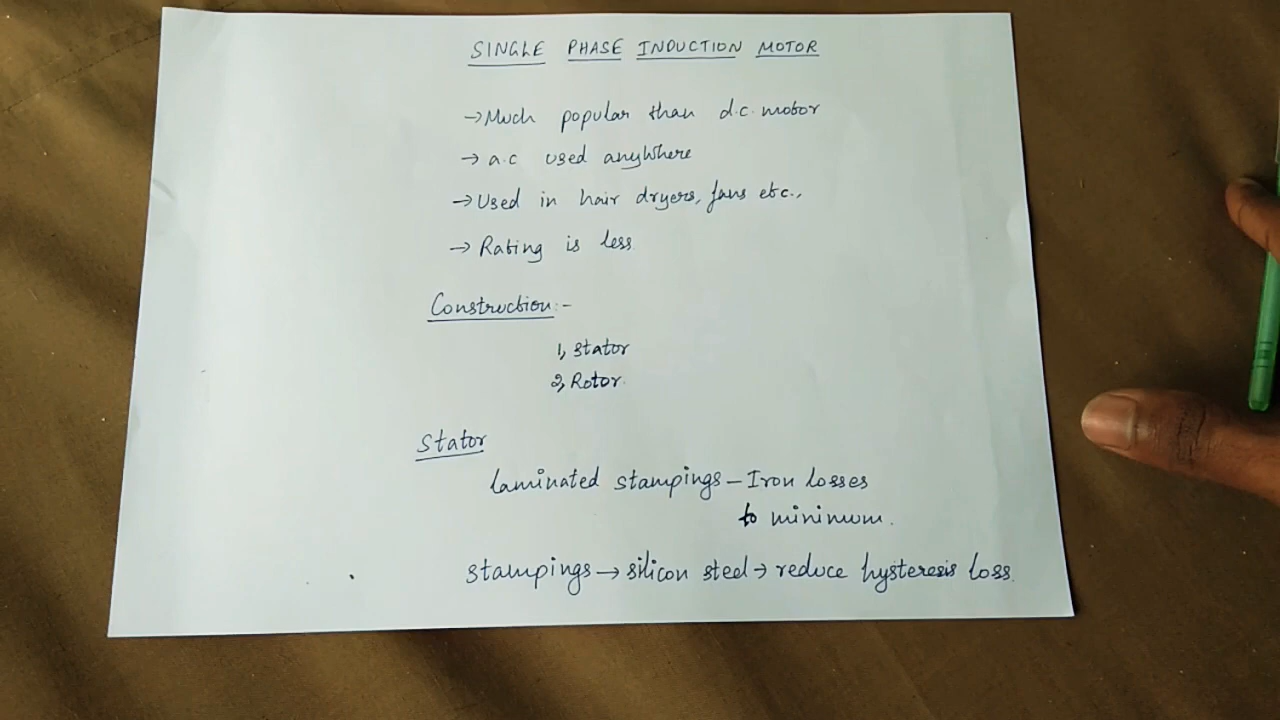 SINGLE PHASE INDUCTION MOTOR
→ Much popular than d.c. motor
→ a.c used anywhere
→ Used in hair dryers, fans etc.,
→ Rating is less.
Construction:-
1, Stator
2, Rotor.
Stator
laminated stampings – Iron losses
to minimum.
stampings → silicon steel → reduce hysteresis loss.